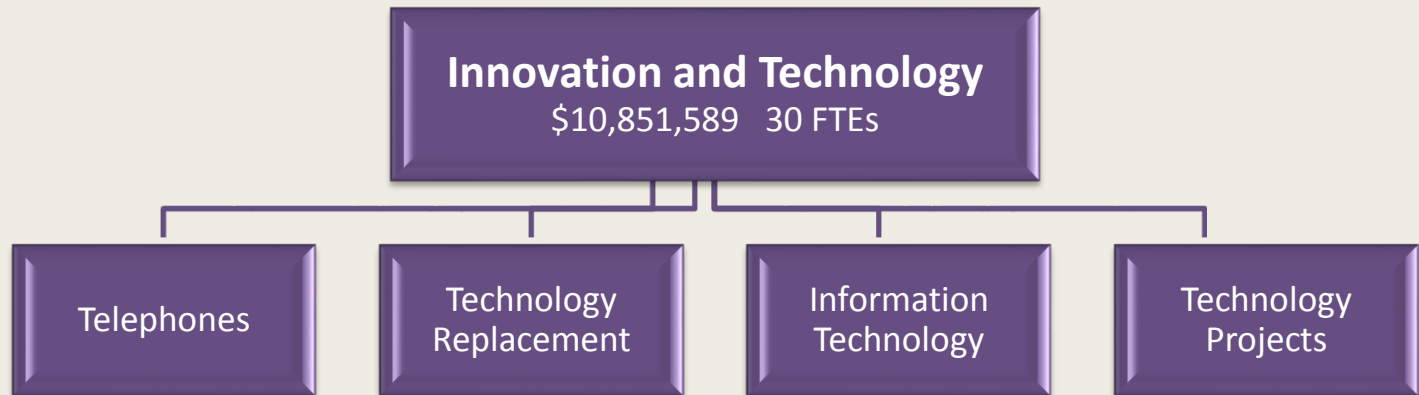 Innovation and Technology
$10,851,589 30 FTEs
Telephones
Technology
Replacement
Information
Technology
Technology
Projects